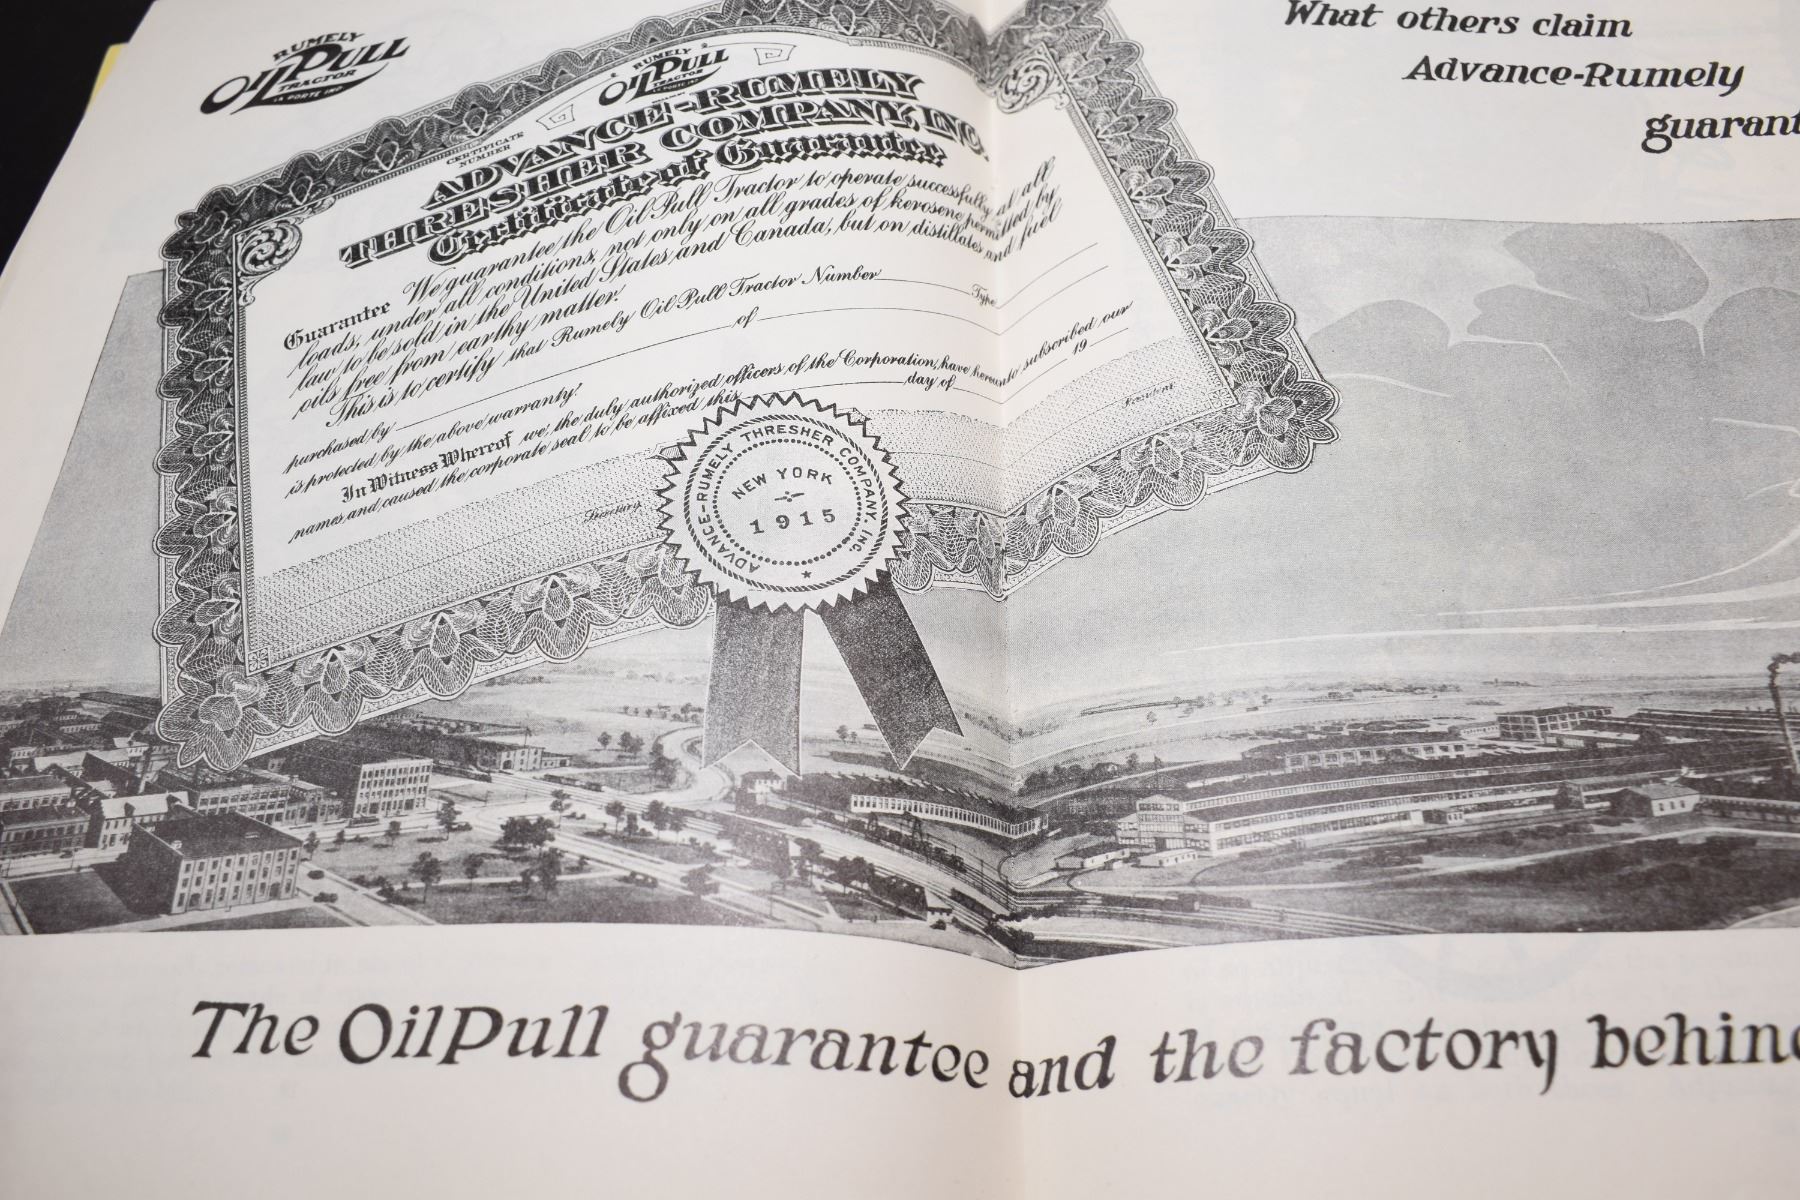 RUMELY
OILPULL
TRACTOR
LA PORTE IND
What others claim
Advance-Rumely
guarant
RUMELY
OILPULL
TRACTOR
CERTIFICATE
NUMBER
ADVANCE-RUMELY
THRESHER COMPANY, INC.
Certificate of Guarantee
Guarantee We guarantee the Oil Pull Tractor to operate successfully at all
loads, under all conditions, not only on all grades of kerosene permitted by
law to be sold in the United States and Canada, but on distillates and fuel
oils free from earthy matter.
This is to certify that Rumely Oil Pull Tractor Number Type
purchased by of
is protected by the above warranty.
In Witness Whereof we, the duly authorized officers of the Corporation, have hereunto subscribed our
names and caused the corporate seal to be affixed this day of 19
Secretary
ADVANCE-RUMELY THRESHER COMPANY, INC.
NEW YORK
1915
The OilPull guarantee and the factory behind